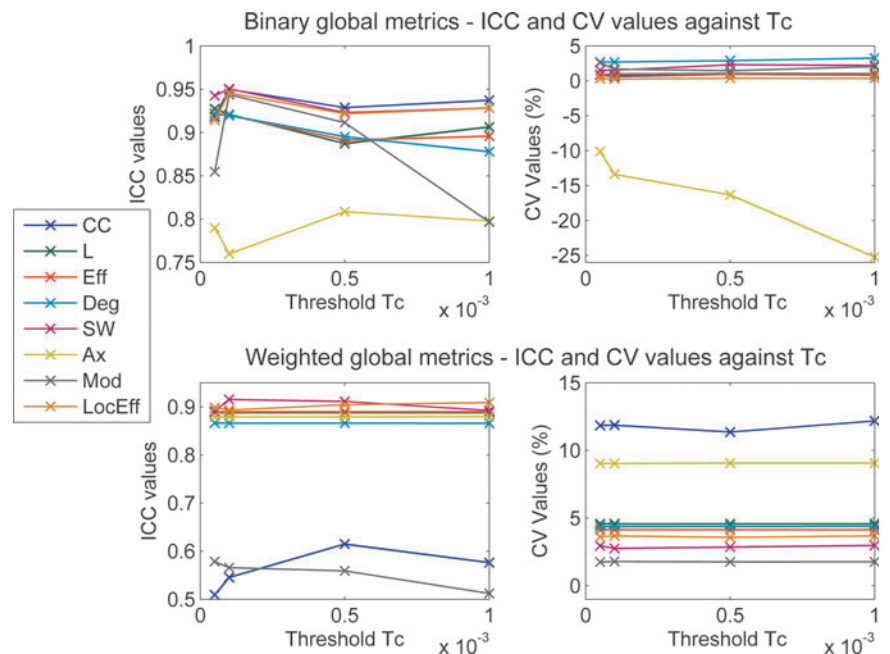 Binary global metrics - ICC and CV values against Tc
1
0.95
0.9
0.85
0.8
0.75
ICC values
0 0.5 1
Threshold Tc
x 10⁻³
5
0
-5
-10
-15
-20
-25
CV Values (%)
0 0.5 1
Threshold Tc
x 10⁻³
CC
L
Eff
Deg
SW
Ax
Mod
LocEff
Weighted global metrics - ICC and CV values against Tc
0.9
0.8
0.7
0.6
0.5
ICC values
0 0.5 1
Threshold Tc
x 10⁻³
15
10
5
0
CV Values (%)
0 0.5 1
Threshold Tc
x 10⁻³